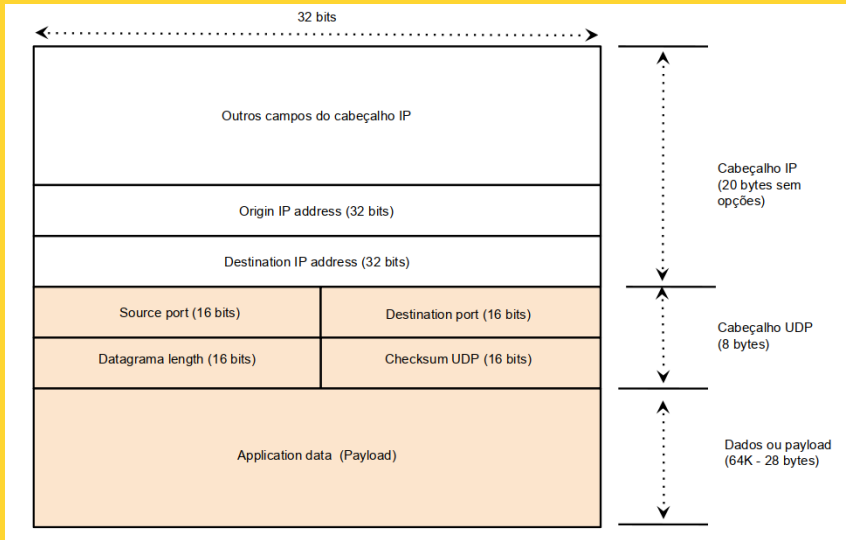 32 bits
Outros campos do cabeçalho IP
Cabeçalho IP
(20 bytes sem
opções)
Origin IP address (32 bits)
Destination IP address (32 bits)
Source port (16 bits)
Destination port (16 bits)
Cabeçalho UDP
(8 bytes)
Datagrama length (16 bits)
Checksum UDP (16 bits)
Application data (Payload)
Dados ou payload
(64K - 28 bytes)